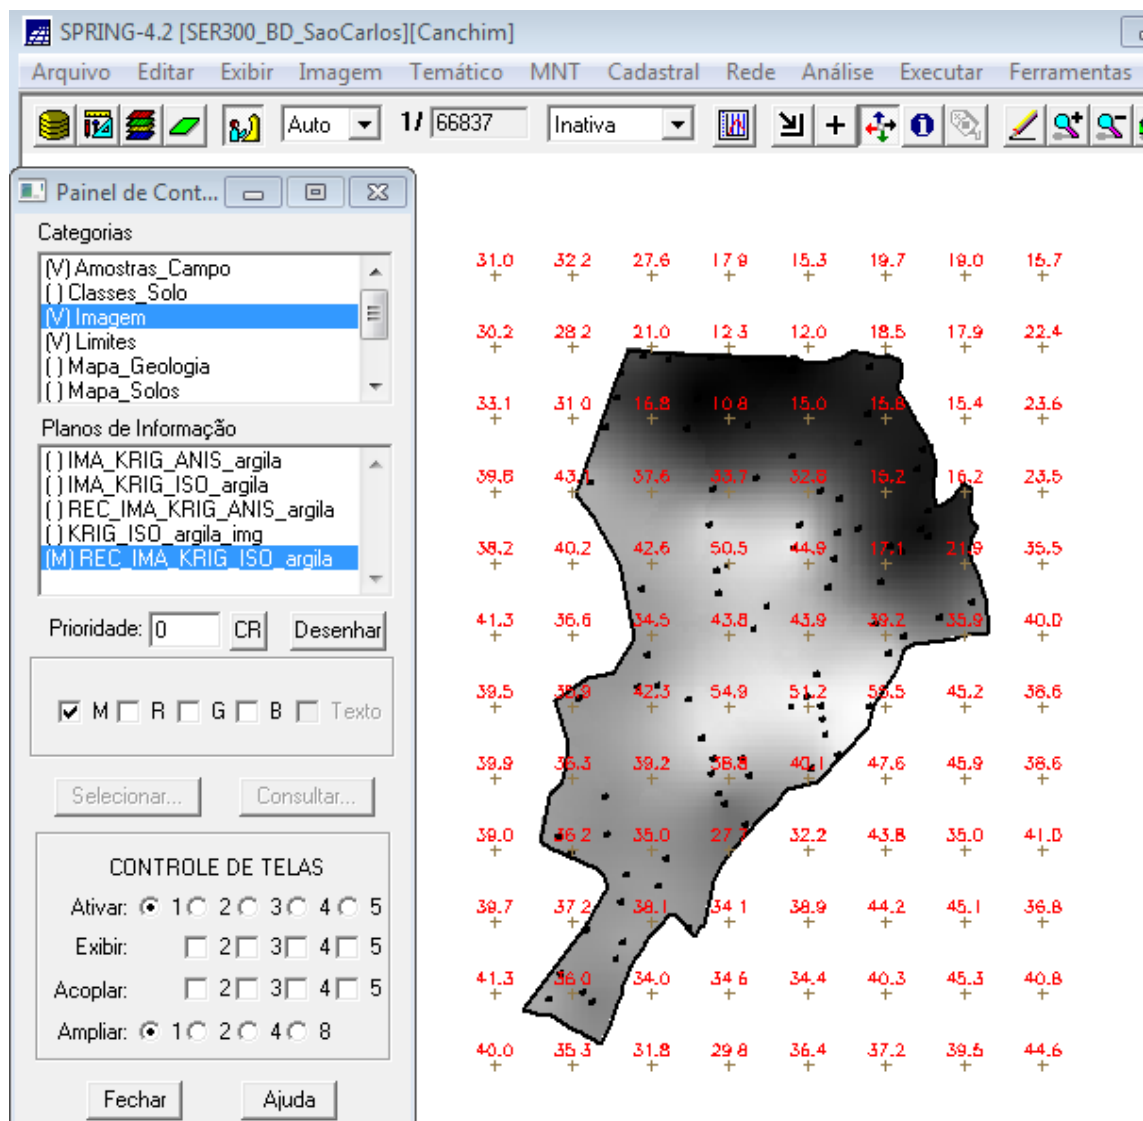 SPRING-4.2 [SER300_BD_SaoCarlos][Canchim]
Arquivo Editar Exibir Imagem Temático MNT Cadastral Rede Análise Executar Ferramentas
Auto 1/ 66837 Inativa
Painel de Cont...
Categorias
(V) Amostras_Campo
( ) Classes_Solo
(V) Imagem
(V) Limites
( ) Mapa_Geologia
( ) Mapa_Solos
Planos de Informação
( ) IMA_KRIG_ANIS_argila
( ) IMA_KRIG_ISO_argila
( ) REC_IMA_KRIG_ANIS_argila
( ) KRIG_ISO_argila_img
(M) REC_IMA_KRIG_ISO_argila
Prioridade: 0 CR Desenhar
M R G B Texto
Selecionar... Consultar...
CONTROLE DE TELAS
Ativar: 1 2 3 4 5
Exibir: 2 3 4 5
Acoplar: 2 3 4 5
Ampliar: 1 2 4 8
Fechar Ajuda
31.0 32.2 27.6 17.9 15.3 19.7 19.0 15.7
30.2 28.2 21.0 12.3 12.0 18.5 17.9 22.4
33.1 31.0 16.8 10.8 15.0 15.4 23.6
39.8 43.1 37.6 33.7 32.8 15.2 16.2 23.5
38.2 40.2 42.6 50.5 44.9 17.1 21.9 35.5
41.3 36.6 34.5 43.8 43.9 39.2 35.9 40.0
39.5 42.3 54.9 51.2 45.2 38.6
39.9 39.2 38.8 40.1 47.6 45.9 38.6
39.0 36.2 35.0 32.2 43.8 35.0 41.0
37.2 38.1 34.1 38.9 44.2 45.1 36.8
41.3 36.0 34.0 34.6 34.4 40.3 45.3 40.8
40.0 35.3 31.8 29.8 36.4 37.2 39.5 44.6